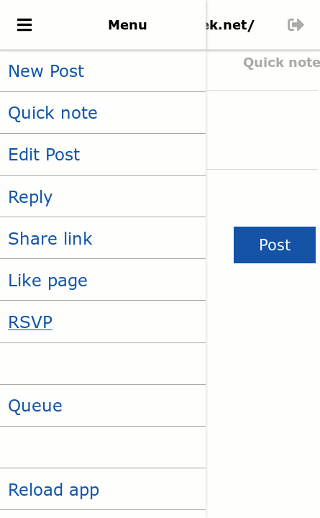 Menu
ek.net/
Quick note
New Post
Quick note
Edit Post
Reply
Share link
Like page
RSVP
Post
Queue
Reload app